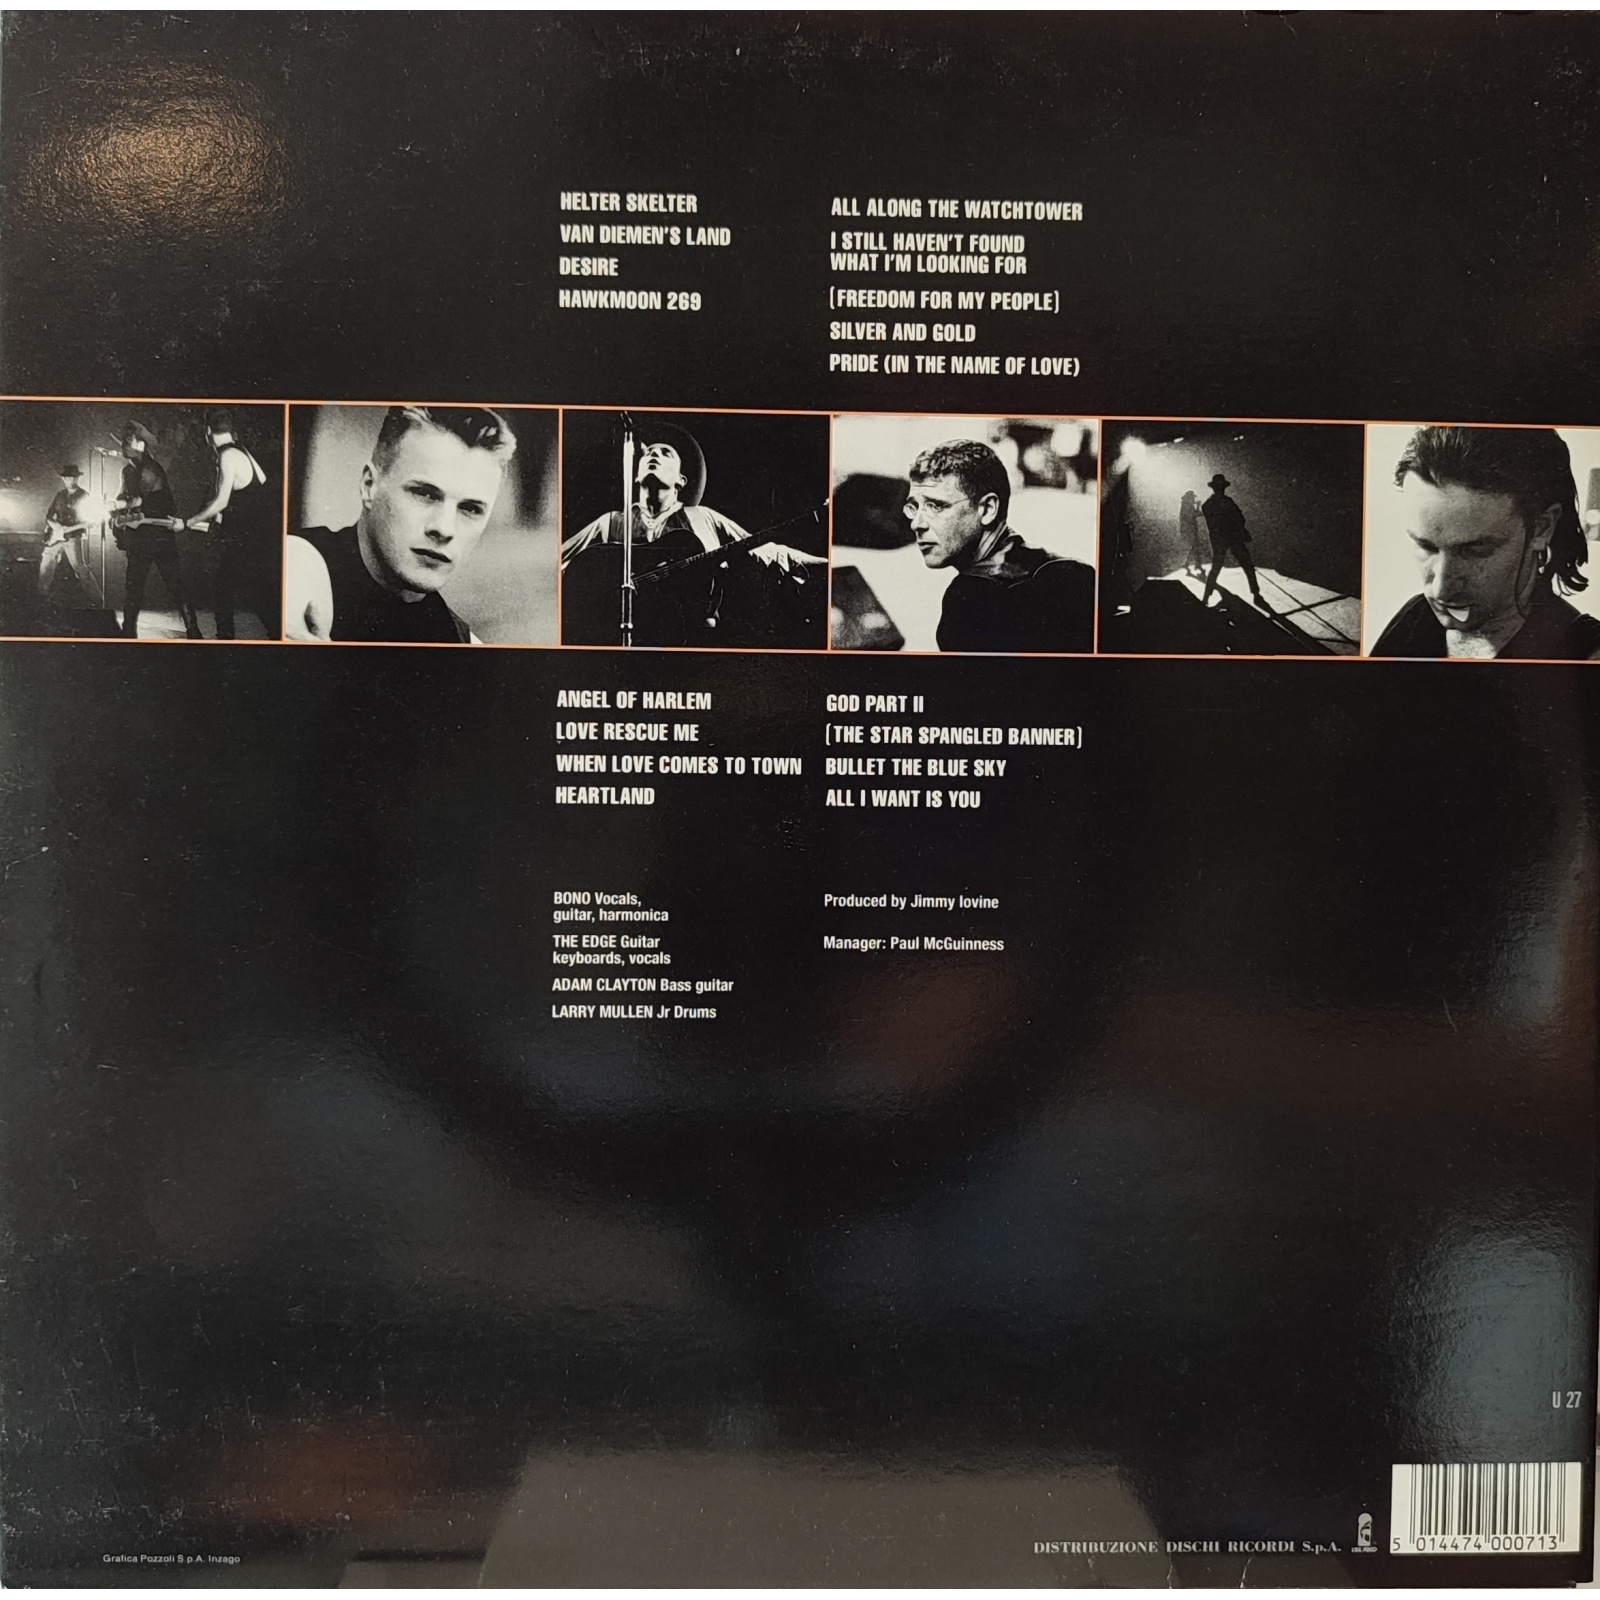 HELTER SKELTER
VAN DIEMEN'S LAND
DESIRE
HAWKMOON 269
ALL ALONG THE WATCHTOWER
I STILL HAVEN'T FOUND
WHAT I'M LOOKING FOR
(FREEDOM FOR MY PEOPLE)
SILVER AND GOLD
PRIDE (IN THE NAME OF LOVE)
ANGEL OF HARLEM
LOVE RESCUE ME
WHEN LOVE COMES TO TOWN
HEARTLAND
GOD PART II
(THE STAR SPANGLED BANNER)
BULLET THE BLUE SKY
ALL I WANT IS YOU
BONO Vocals,
guitar, harmonica
THE EDGE Guitar
keyboards, vocals
ADAM CLAYTON Bass guitar
LARRY MULLEN Jr Drums
Produced by Jimmy Iovine
Manager: Paul McGuinness
U 27
Grafica Pozzoli S.p.A. Inzago
DISTRIBUZIONE DISCHI RICORDI S.p.A.
ISLAND
5 014474 000713